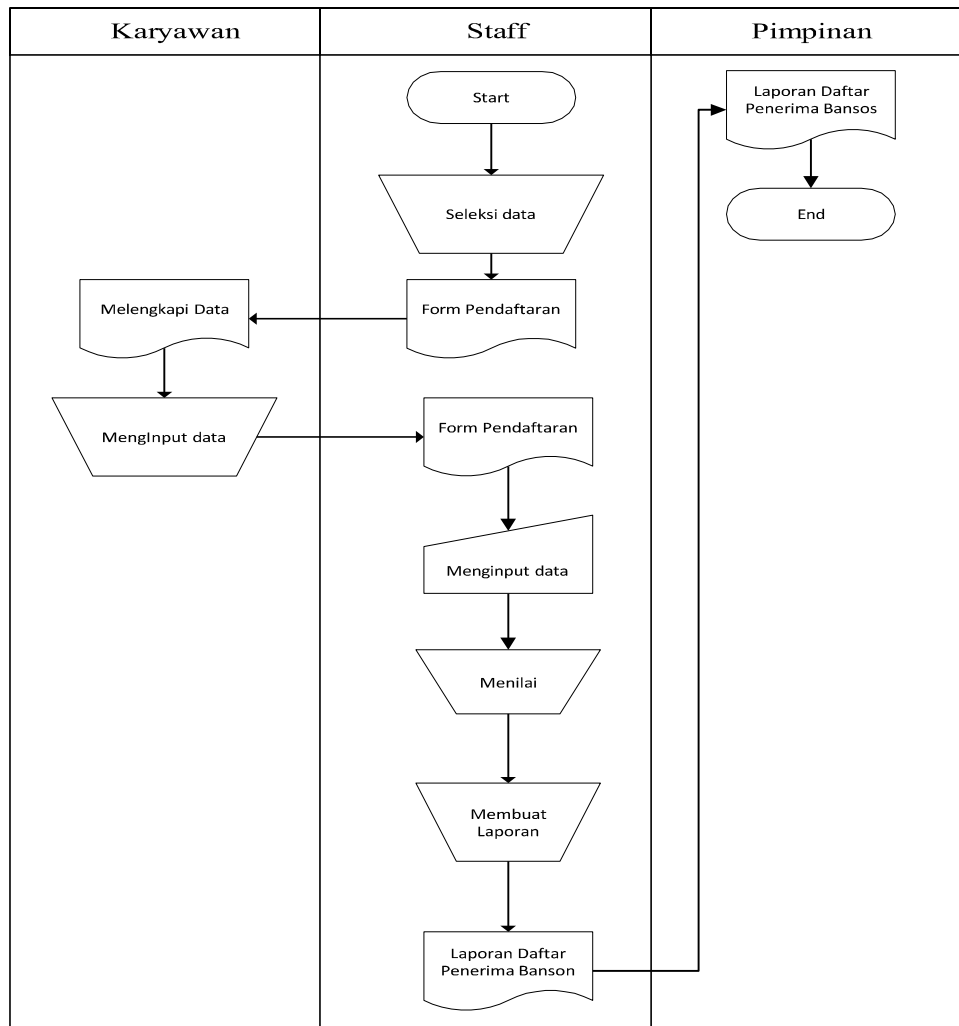 Karyawan
Staff
Pimpinan
Start
Laporan Daftar
Penerima Bansos
Seleksi data
End
Melengkapi Data
Form Pendaftaran
MengInput data
Form Pendaftaran
Menginput data
Menilai
Membuat
Laporan
Laporan Daftar
Penerima Banson